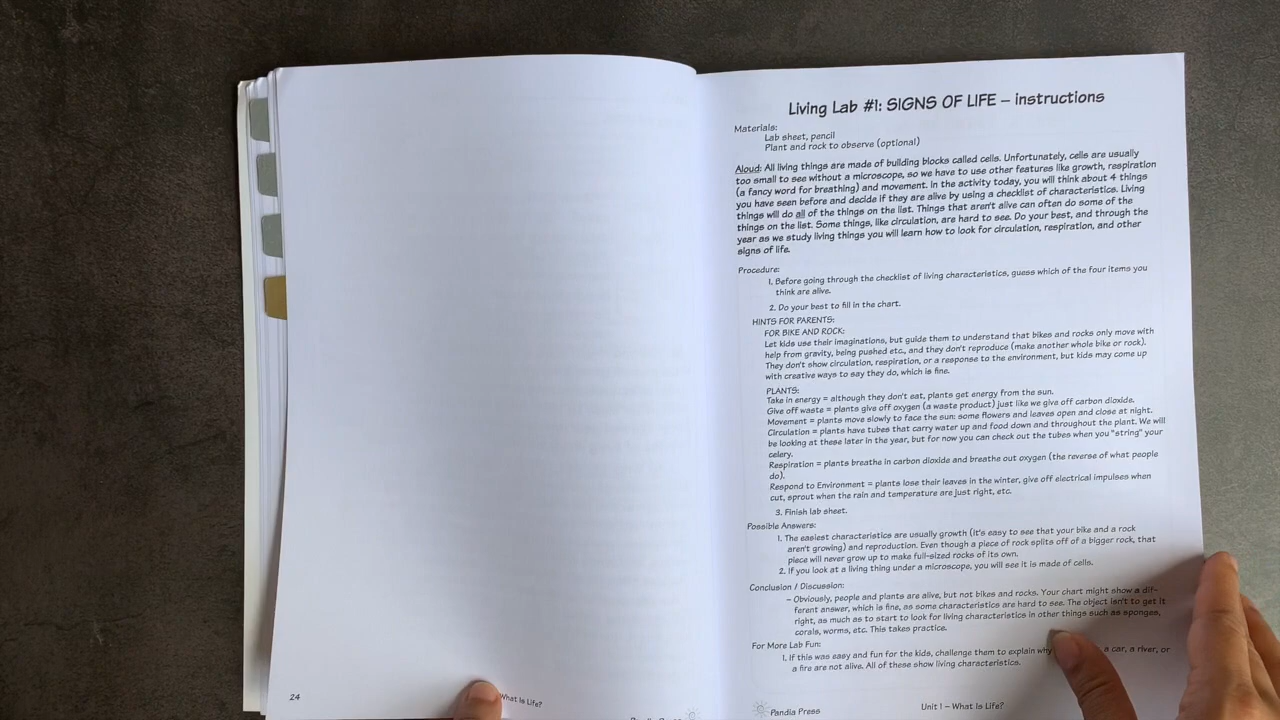 24
What Is Life?
Living Lab #1: SIGNS OF LIFE – instructions
Materials:
Lab sheet, pencil
Plant and rock to observe (optional)
Aloud: All living things are made of building blocks called cells. Unfortunately, cells are usually
too small to see without a microscope, so we have to use other features like growth, respiration
(a fancy word for breathing) and movement. In the activity today, you will think about 4 things
you have seen before and decide if they are alive by using a checklist of characteristics. Living
things will do all of the things on the list. Things that aren't alive can often do some of the
things on the list. Some things, like circulation, are hard to see. Do your best, and through the
year as we study living things you will learn how to look for circulation, respiration, and other
signs of life.
Procedure:
1. Before going through the checklist of living characteristics, guess which of the four items you
think are alive.
2. Do your best to fill in the chart.
HINTS FOR PARENTS:
FOR BIKE AND ROCK:
Let kids use their imaginations, but guide them to understand that bikes and rocks only move with
help from gravity, being pushed etc., and they don't reproduce (make another whole bike or rock).
They don't show circulation, respiration, or a response to the environment, but kids may come up
with creative ways to say they do, which is fine.
PLANTS:
Take in energy = although they don't eat, plants get energy from the sun.
Give off waste = plants give off oxygen (a waste product) just like we give off carbon dioxide.
Movement = plants move slowly to face the sun; some flowers and leaves open and close at night.
Circulation = plants have tubes that carry water up and food down and throughout the plant. We will
be looking at these later in the year, but for now you can check out the tubes when you "string" your
celery.
Respiration = plants breathe in carbon dioxide and breathe out oxygen (the reverse of what people
do).
Respond to Environment = plants lose their leaves in the winter, give off electrical impulses when
cut, sprout when the rain and temperature are just right, etc.
3. Finish lab sheet.
Possible Answers:
1. The easiest characteristics are usually growth (it's easy to see that your bike and a rock
aren't growing) and reproduction. Even though a piece of rock splits off of a bigger rock, that
piece will never grow up to make full-sized rocks of its own.
2. If you look at a living thing under a microscope, you will see it is made of cells.
Conclusion / Discussion:
– Obviously, people and plants are alive, but not bikes and rocks. Your chart might show a dif-
ferent answer, which is fine, as some characteristics are hard to see. The object isn't to get it
right, as much as to start to look for living characteristics in other things such as sponges,
corals, worms, etc. This takes practice.
For More Lab Fun:
1. If this was easy and fun for the kids, challenge them to explain why a car, a river, or
a fire are not alive. All of these show living characteristics.
Pandia Press
Unit 1 – What Is Life?